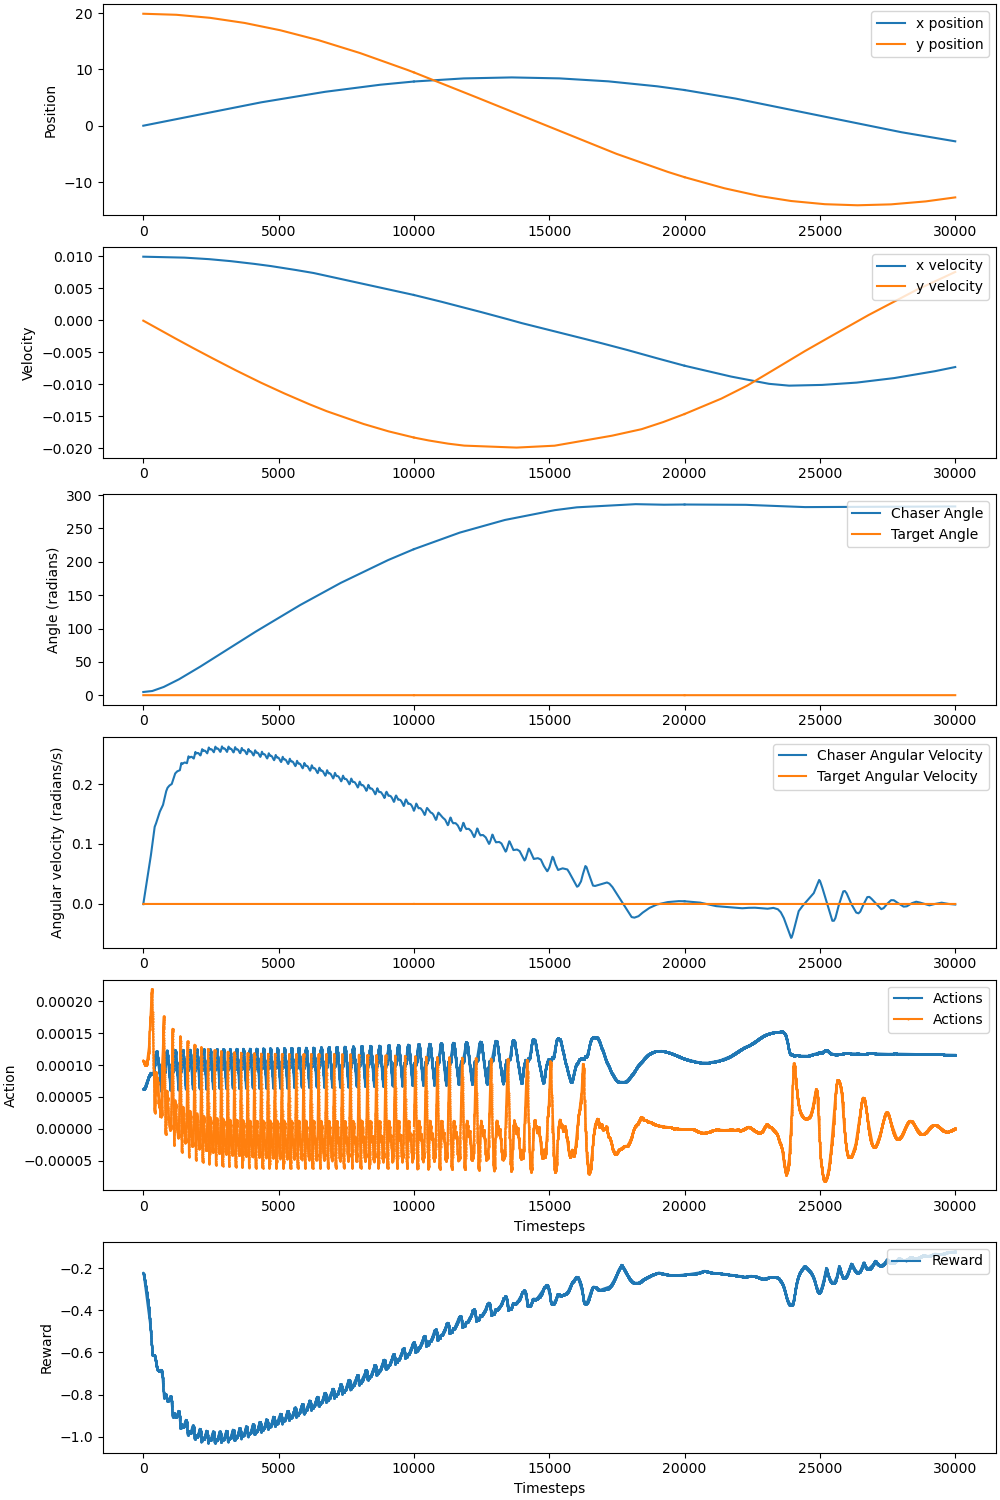 20
10
0
−10
Position
x position
y position
0 5000 10000 15000 20000 25000 30000
0.010
0.005
0.000
−0.005
−0.010
−0.015
−0.020
Velocity
x velocity
y velocity
0 5000 10000 15000 20000 25000 30000
300
250
200
150
100
50
0
Angle (radians)
Chaser Angle
Target Angle
0 5000 10000 15000 20000 25000 30000
0.2
0.1
0.0
Angular velocity (radians/s)
Chaser Angular Velocity
Target Angular Velocity
0 5000 10000 15000 20000 25000 30000
0.00020
0.00015
0.00010
0.00005
0.00000
−0.00005
Action
Actions
Actions
0 5000 10000 15000 20000 25000 30000
Timesteps
−0.2
−0.4
−0.6
−0.8
−1.0
Reward
Reward
0 5000 10000 15000 20000 25000 30000
Timesteps